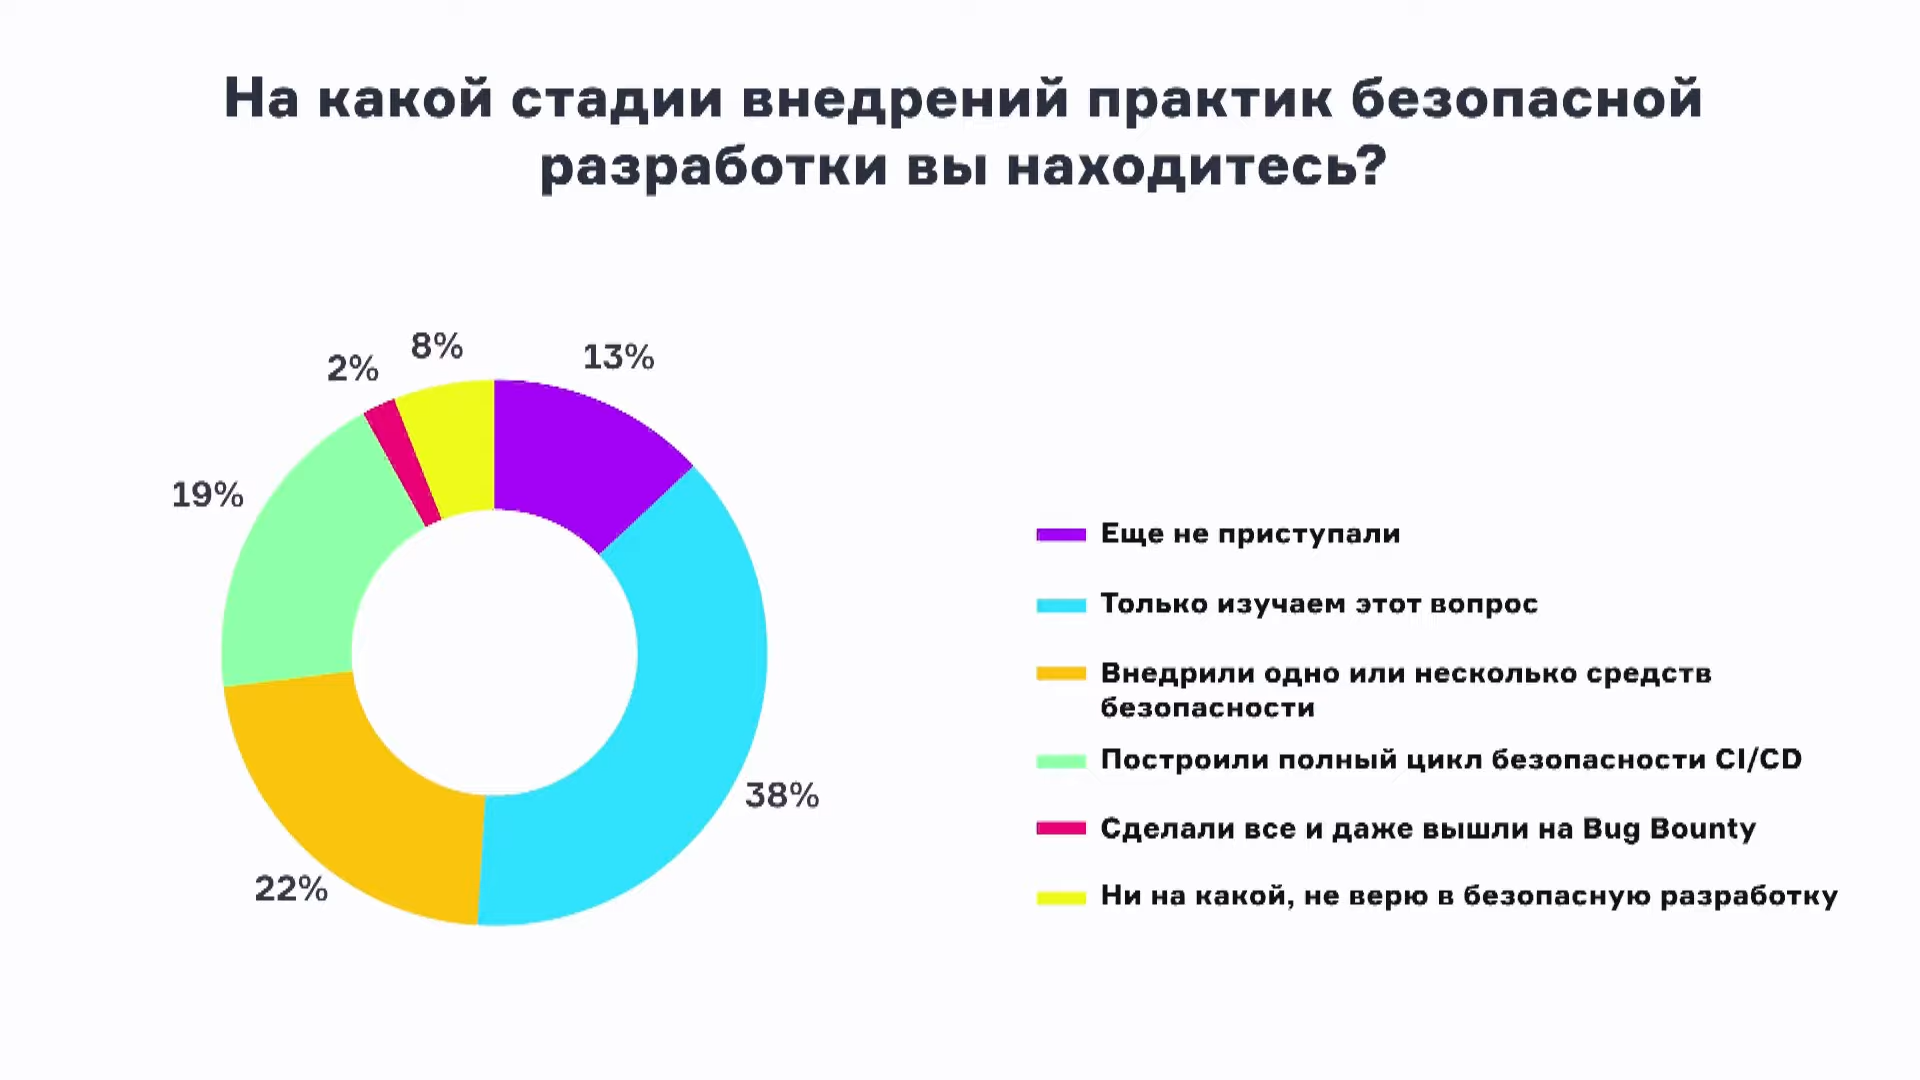 На какой стадии внедрений практик безопасной
разработки вы находитесь?
8%
13%
2%
19%
38%
22%
Еще не приступали
Только изучаем этот вопрос
Внедрили одно или несколько средств
безопасности
Построили полный цикл безопасности CI/CD
Сделали все и даже вышли на Bug Bounty
Ни на какой, не верю в безопасную разработку